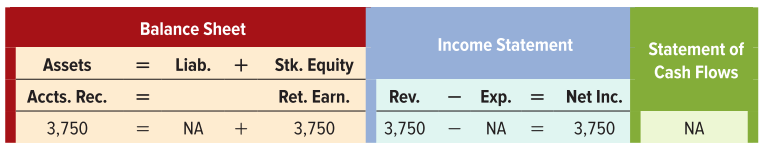 Balance Sheet
Income Statement
Statement of
Cash Flows
Assets = Liab. + Stk. Equity
Accts. Rec. = Ret. Earn. Rev. − Exp. = Net Inc.
3,750 = NA + 3,750 3,750 − NA = 3,750 NA